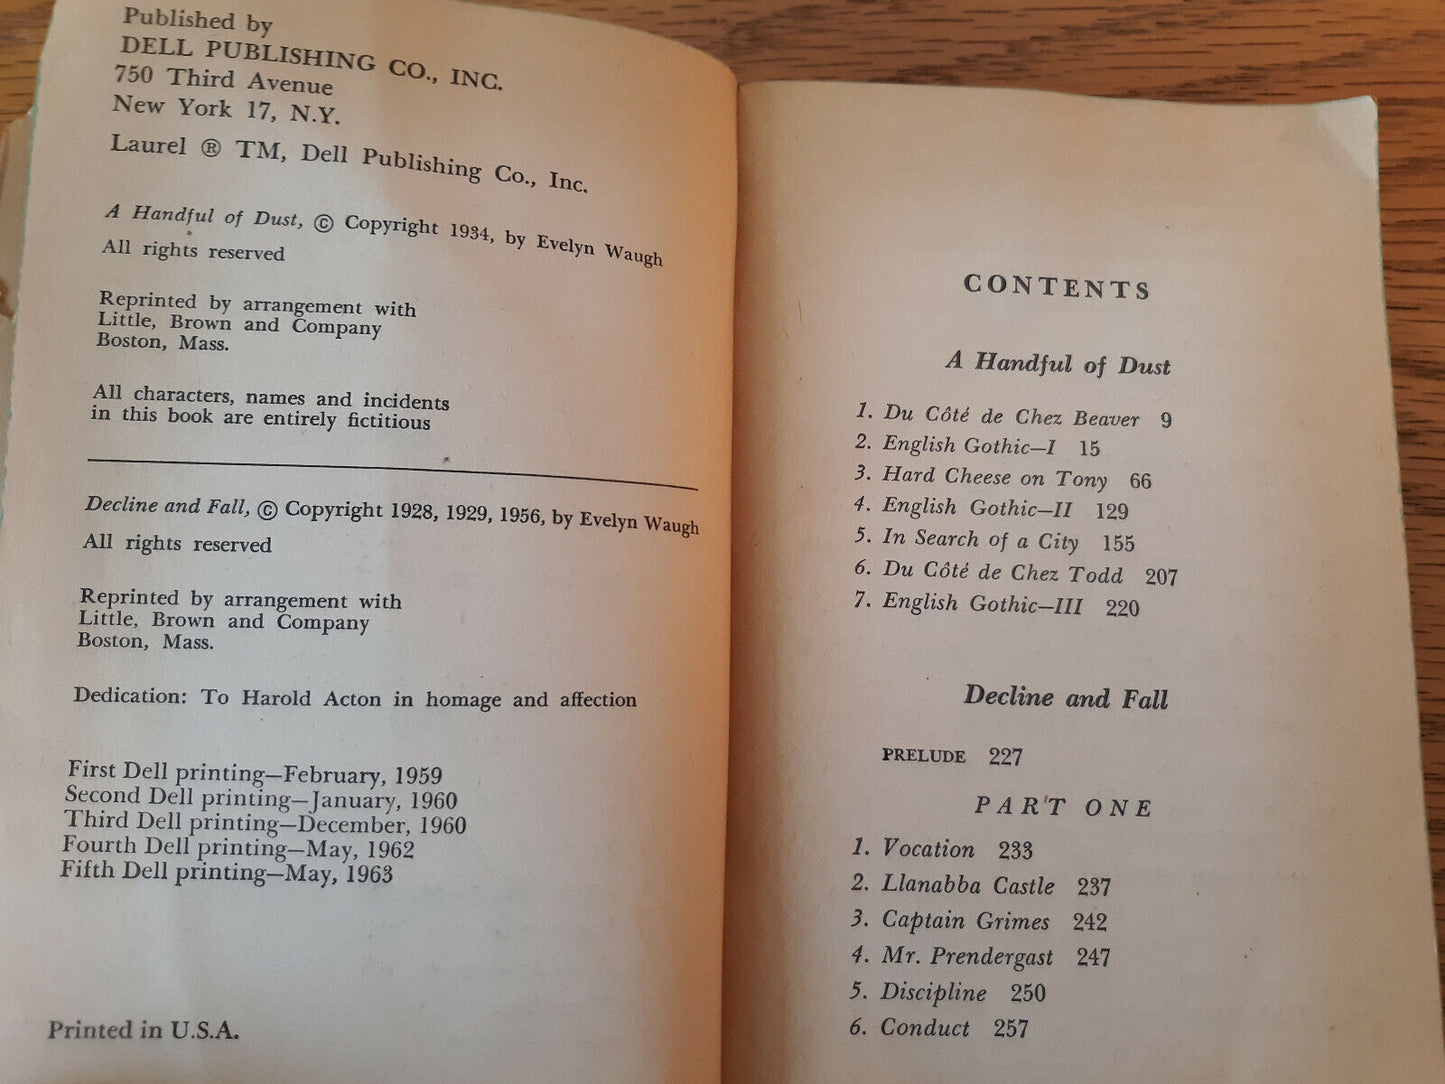 Published by
DELL PUBLISHING CO., INC.
750 Third Avenue
New York 17, N.Y.
Laurel ® TM, Dell Publishing Co., Inc.
A Handful of Dust, © Copyright 1934, by Evelyn Waugh
All rights reserved
Reprinted by arrangement with
Little, Brown and Company
Boston, Mass.
All characters, names and incidents
in this book are entirely fictitious
Decline and Fall, © Copyright 1928, 1929, 1956, by Evelyn Waugh
All rights reserved
Reprinted by arrangement with
Little, Brown and Company
Boston, Mass.
Dedication: To Harold Acton in homage and affection
First Dell printing—February, 1959
Second Dell printing—January, 1960
Third Dell printing—December, 1960
Fourth Dell printing—May, 1962
Fifth Dell printing—May, 1963
Printed in U.S.A.
CONTENTS
A Handful of Dust
1. Du Côté de Chez Beaver 9
2. English Gothic—I 15
3. Hard Cheese on Tony 66
4. English Gothic—II 129
5. In Search of a City 155
6. Du Côté de Chez Todd 207
7. English Gothic—III 220
Decline and Fall
PRELUDE 227
PART ONE
1. Vocation 233
2. Llanabba Castle 237
3. Captain Grimes 242
4. Mr. Prendergast 247
5. Discipline 250
6. Conduct 257